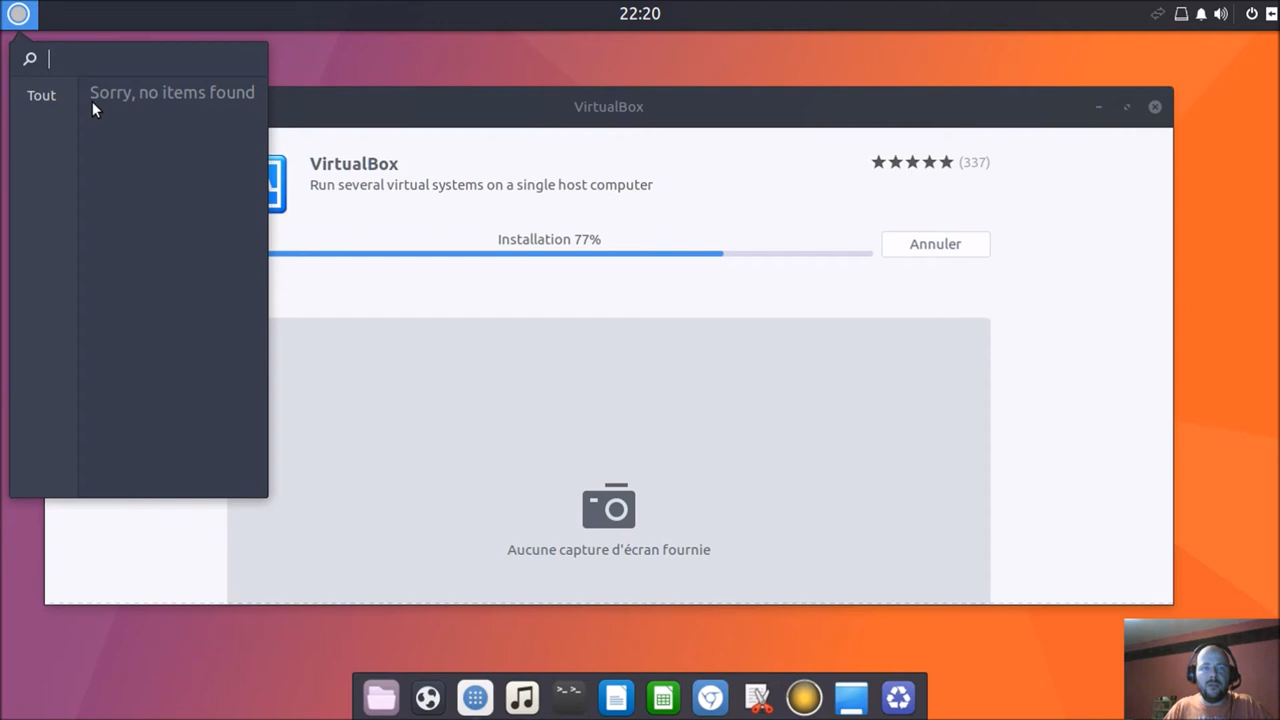 22:20
Tout
Sorry, no items found
VirtualBox
VirtualBox
Run several virtual systems on a single host computer
(337)
Installation 77%
Annuler
Aucune capture d'écran fournie
>_ >_